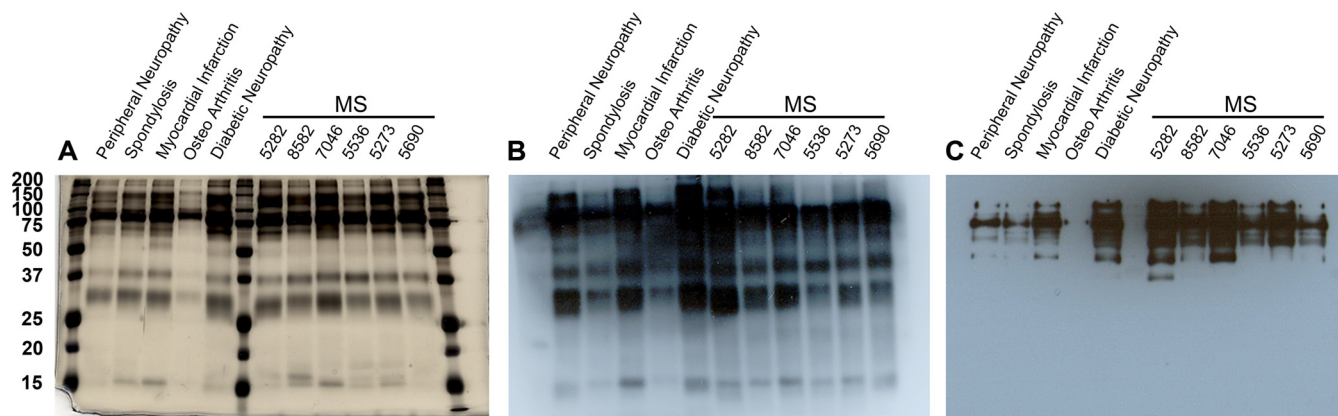 A
Peripheral Neuropathy
Spondylosis
Myocardial Infarction
Osteo Arthritis
Diabetic Neuropathy
MS
5282
8582
7046
5536
5273
5690
200
150
100
75
50
37
25
20
15
B
Peripheral Neuropathy
Spondylosis
Myocardial Infarction
Osteo Arthritis
Diabetic Neuropathy
MS
5282
8582
7046
5536
5273
5690
C
Peripheral Neuropathy
Spondylosis
Myocardial Infarction
Osteo Arthritis
Diabetic Neuropathy
MS
5282
8582
7046
5536
5273
5690